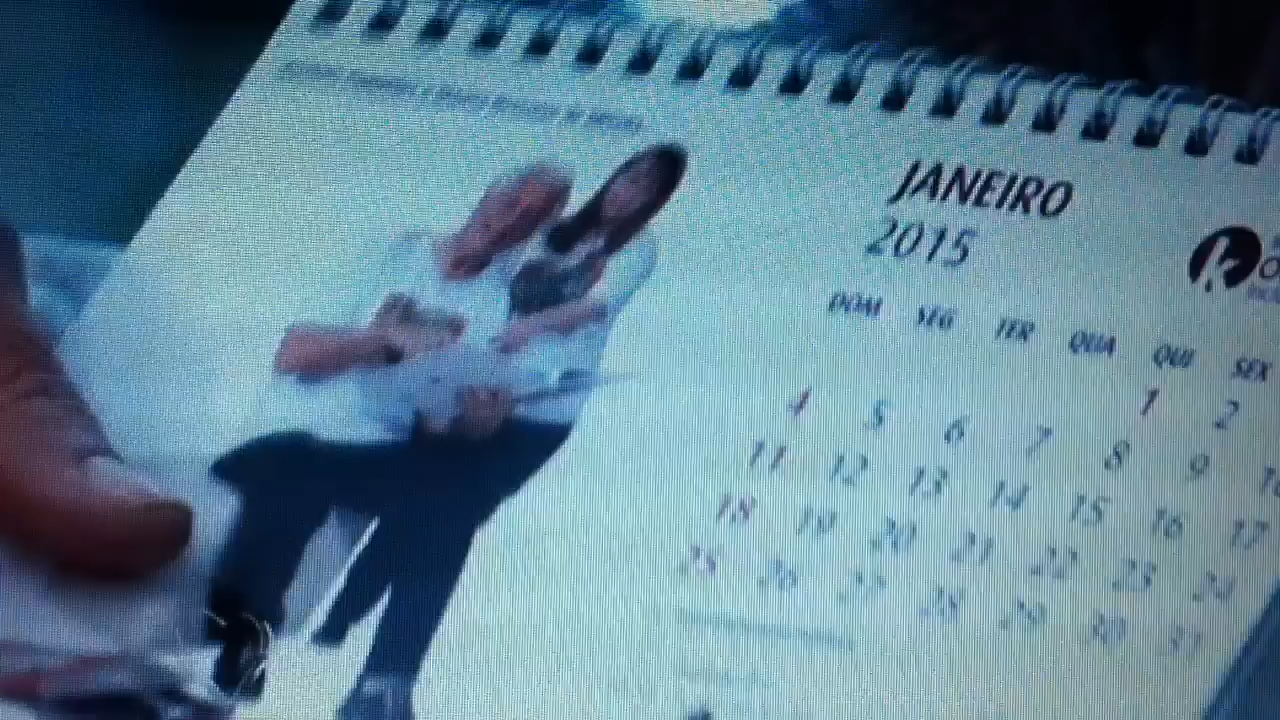 JANEIRO
2015
DOM SEG TER QUA QUI SEX
1 2
4 5 6 7 8 9
11 12 13 14 15 16 17
18 19 20 21 22 23 24
25 26 27 28 29 30 31